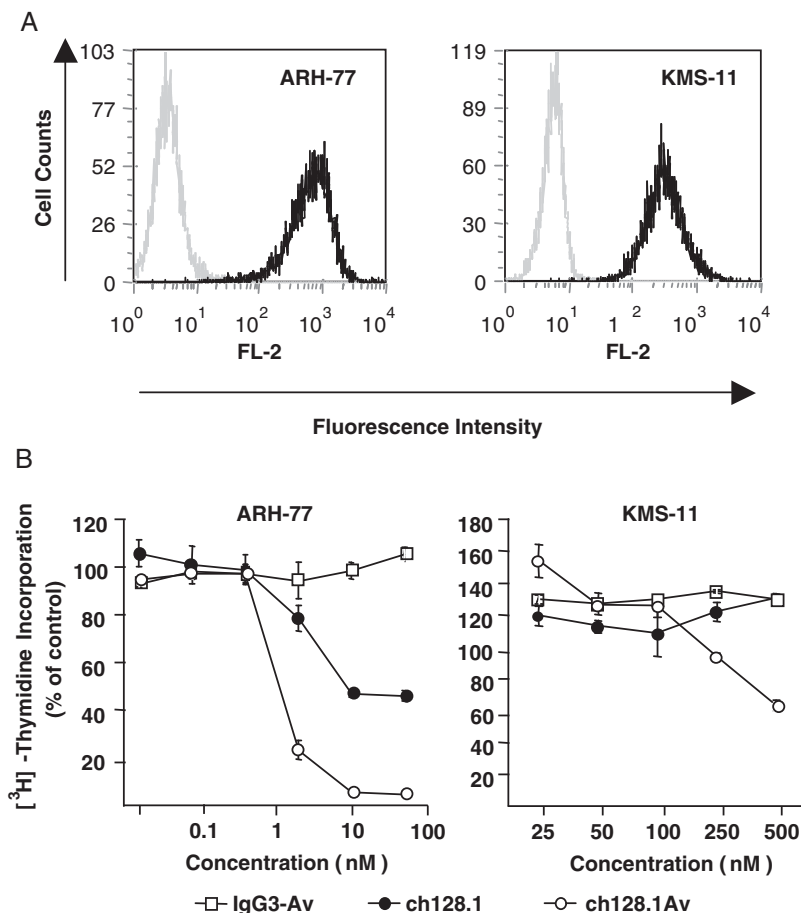 A
103
77
52
26
0
ARH-77
10^0 10^1 10^2 10^3 10^4
FL-2
119
89
60
30
0
KMS-11
10^0 10^1 1 2 10^3 10^4
FL-2
Cell Counts
Fluorescence Intensity
B
[3H] -Thymidine Incorporation
(% of control)
ARH-77
120
100
80
60
40
20
0.1 1 10 100
Concentration ( nM )
KMS-11
180
160
140
120
100
80
60
40
20
25 50 100 250 500
Concentration ( nM )
IgG3-Av ch128.1 ch128.1Av